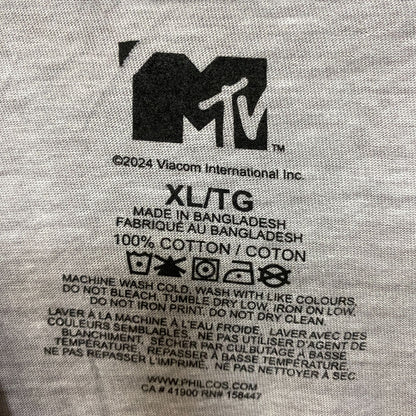 MTV™
©2024 Viacom International Inc.
XL/TG
MADE IN BANGLADESH
FABRIQUÉ AU BANGLADESH
100% COTTON / COTON
MACHINE WASH COLD, WASH WITH LIKE COLOURS,
DO NOT BLEACH. TUMBLE DRY LOW, IRON ON LOW.
DO NOT IRON PRINT. DO NOT DRY CLEAN.
LAVER À LA MACHINE À L'EAU FROIDE. LAVER AVEC DES
COULEURS SEMBLABLES. NE PAS UTILISER D'AGENT DE
BLANCHIMENT, SÉCHER PAR CULBUTAGE À BASSE
TEMPÉRATURE, REPASSER À BASSE TEMPÉRATURE.
NE PAS REPASSER L'IMPRIMÉ. NE PAS NETTOYER À SEC
WWW.PHILCOS.COM
CA # 41900 RN# 158447